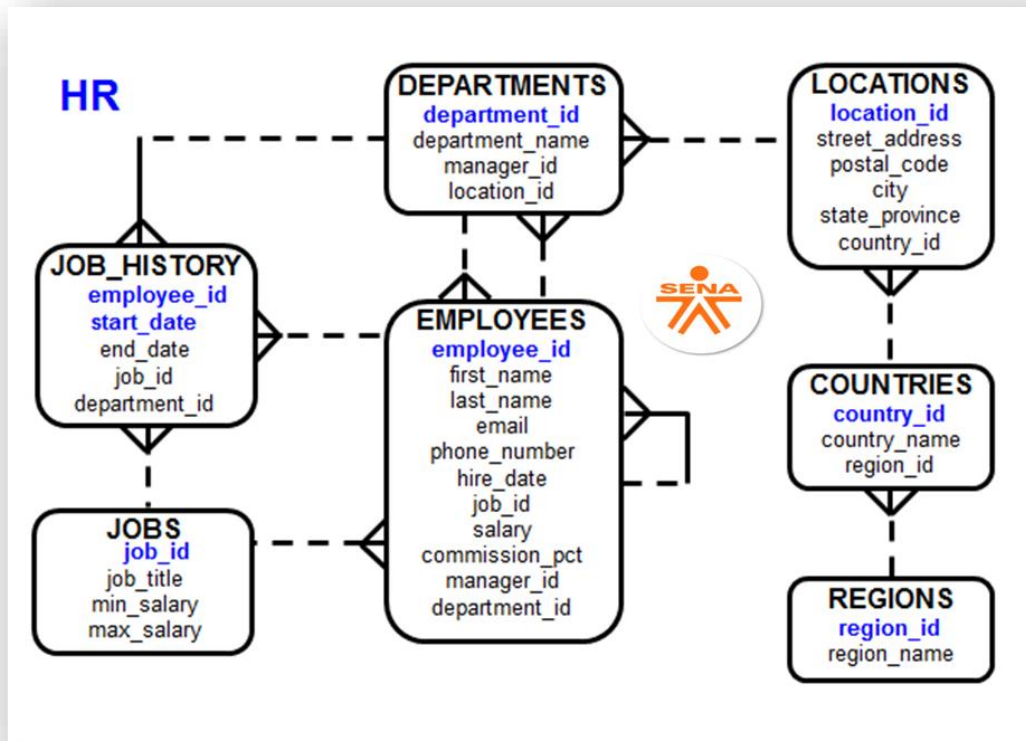 HR
DEPARTMENTS
department_id
department_name
manager_id
location_id
LOCATIONS
location_id
street_address
postal_code
city
state_province
country_id
JOB_HISTORY
employee_id
start_date
end_date
job_id
department_id
EMPLOYEES
employee_id
first_name
last_name
email
phone_number
hire_date
job_id
salary
commission_pct
manager_id
department_id
SENA
COUNTRIES
country_id
country_name
region_id
JOBS
job_id
job_title
min_salary
max_salary
REGIONS
region_id
region_name